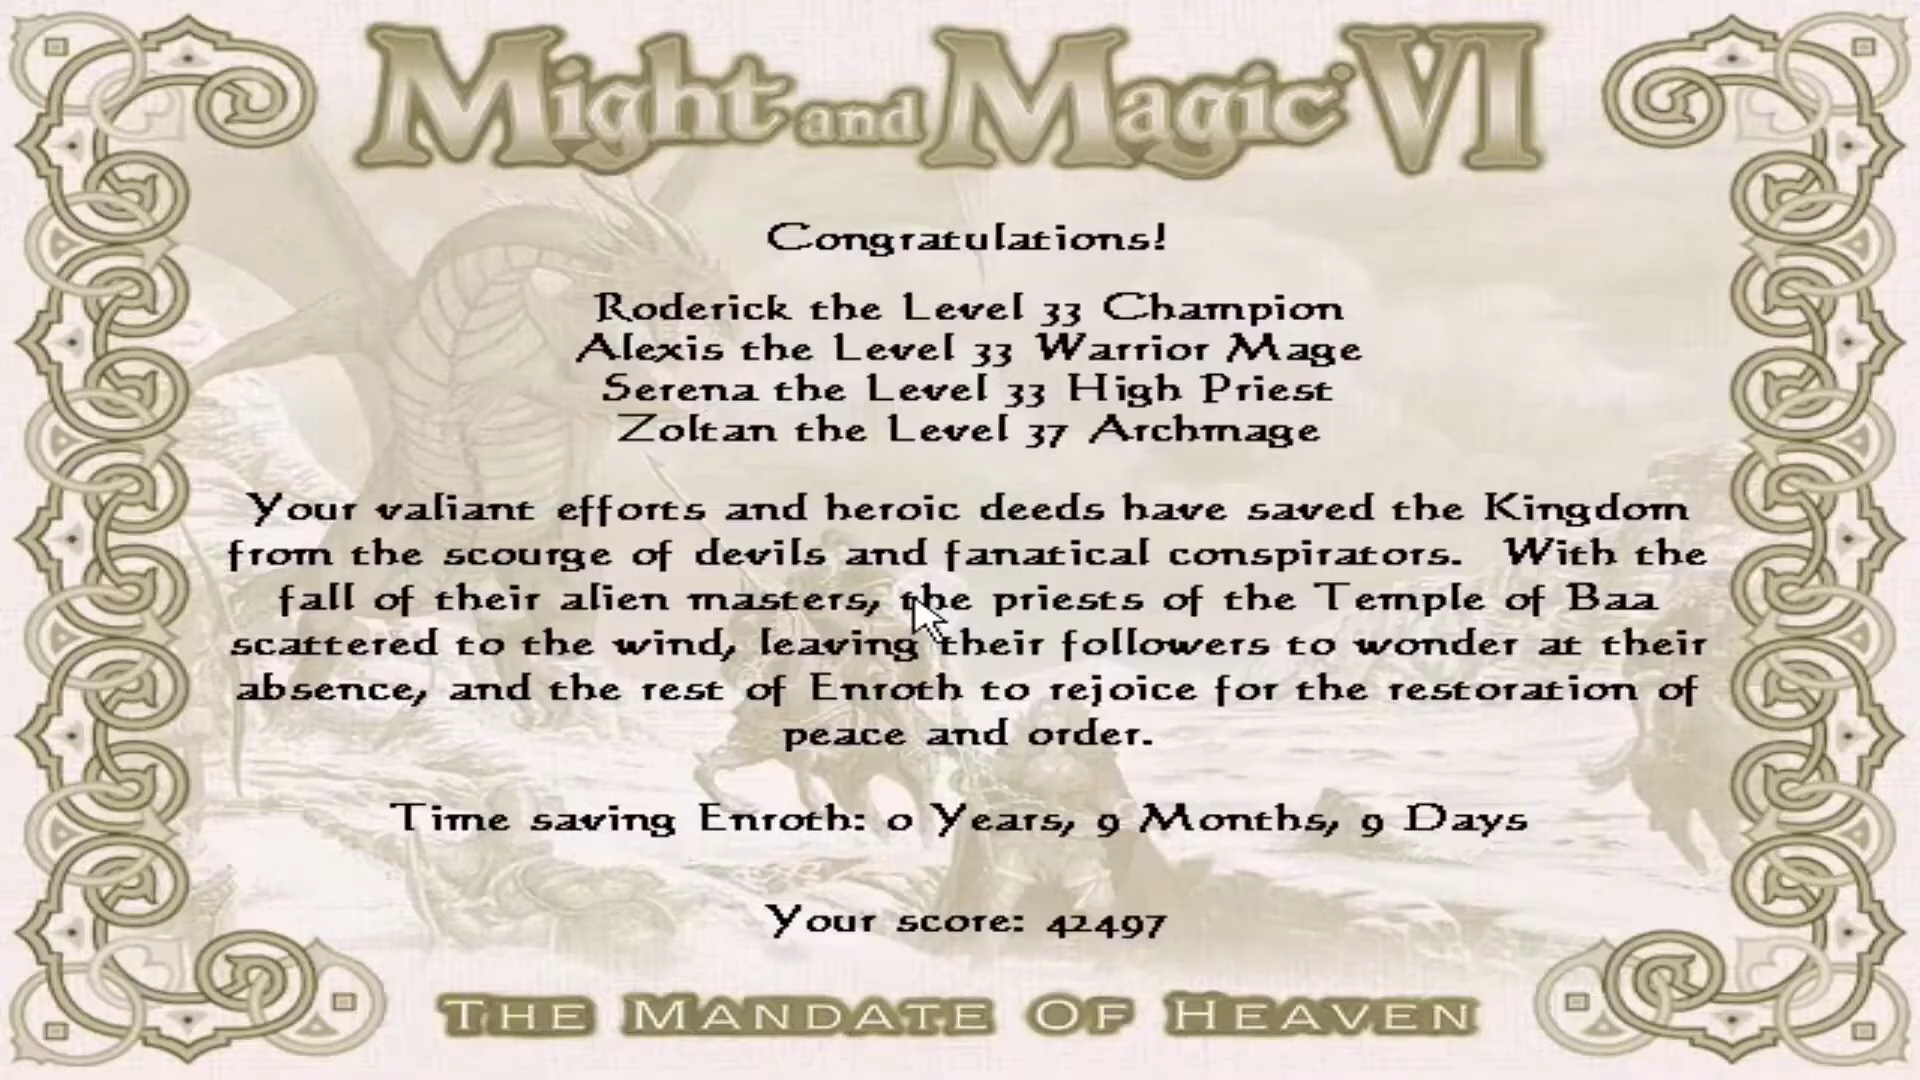 Might and Magic VI
Congratulations!
Roderick the Level 33 Champion
Alexis the Level 33 Warrior Mage
Serena the Level 33 High Priest
Zoltan the Level 37 Archmage
Your valiant efforts and heroic deeds have saved the Kingdom
from the scourge of devils and fanatical conspirators.  With the
fall of their alien masters, the priests of the Temple of Baa
scattered to the wind, leaving their followers to wonder at their
absence, and the rest of Enroth to rejoice for the restoration of
peace and order.
Time saving Enroth: 0 Years, 9 Months, 9 Days
Your score: 42497
THE MANDATE OF HEAVEN